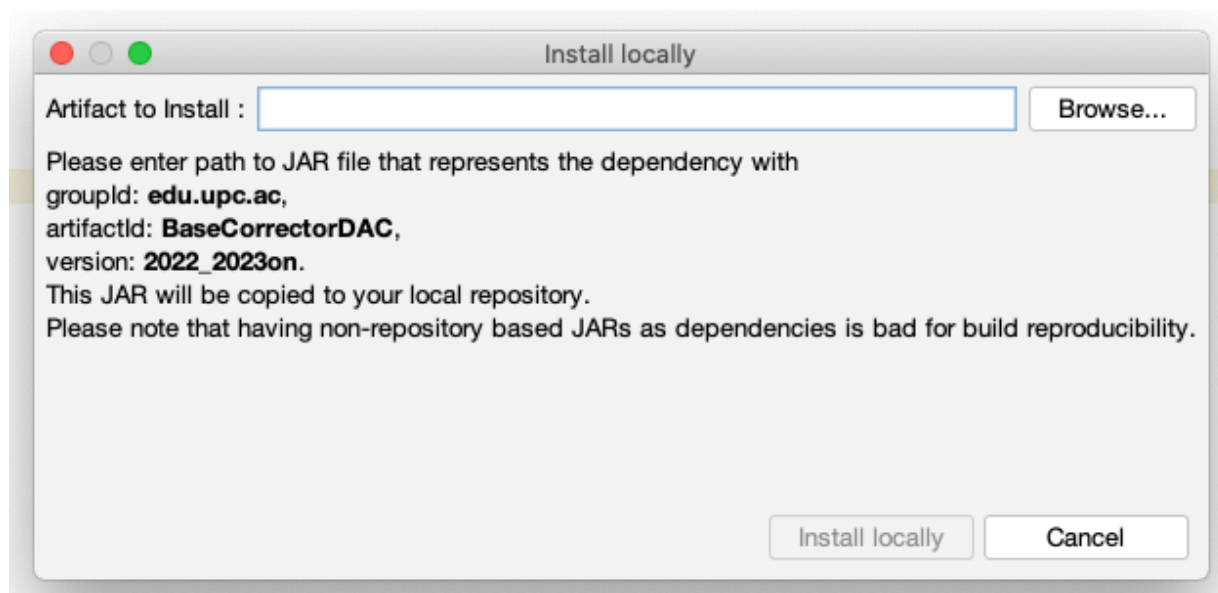 Install locally
Artifact to Install : Browse...
Please enter path to JAR file that represents the dependency with
groupId: edu.upc.ac,
artifactId: BaseCorrectorDAC,
version: 2022_2023on.
This JAR will be copied to your local repository.
Please note that having non-repository based JARs as dependencies is bad for build reproducibility.
Install locally Cancel